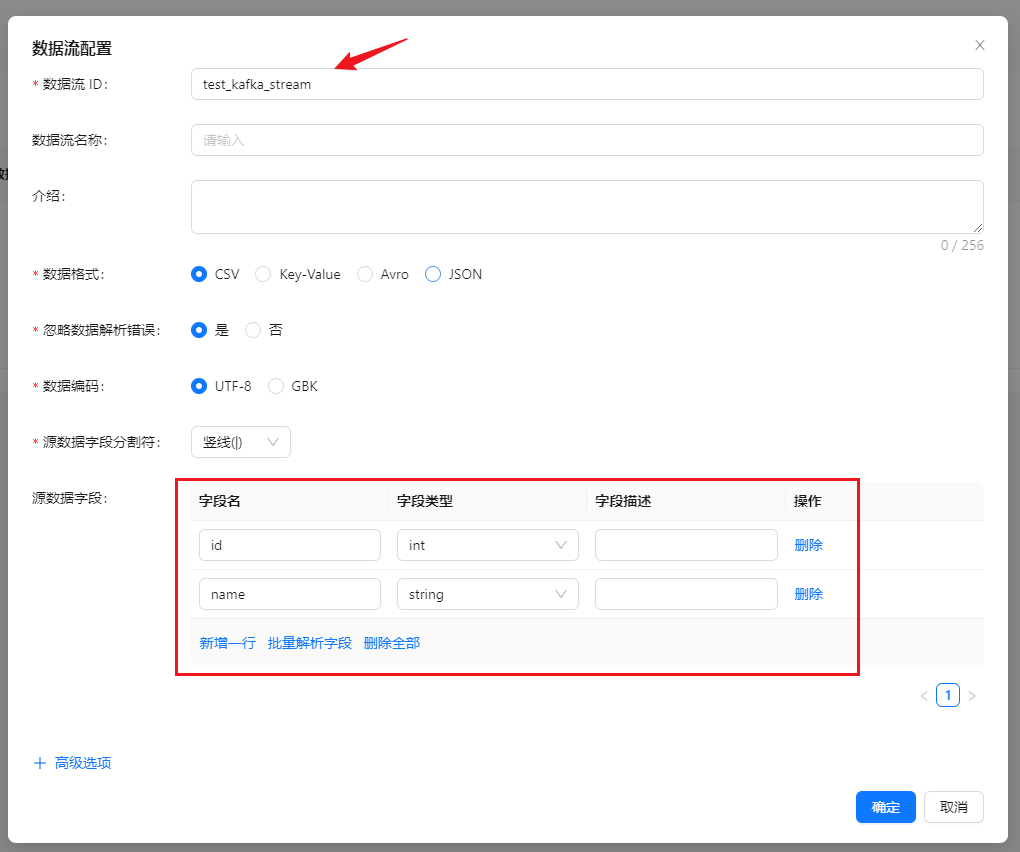 数据流配置
* 数据流 ID:
test_kafka_stream
数据流名称:
请输入
介绍:
0 / 256
* 数据格式: CSV Key-Value Avro JSON
* 忽略数据解析错误: 是 否
* 数据编码: UTF-8 GBK
* 源数据字段分割符: 竖线(|)
源数据字段:
字段名 字段类型 字段描述 操作
id int 删除
name string 删除
新增一行 批量解析字段 删除全部
1
高级选项
确定 取消